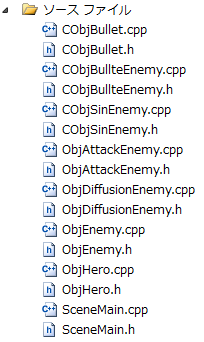 ソース ファイル
CObjBullet.cpp
CObjBullet.h
CObjBullteEnemy.cpp
CObjBullteEnemy.h
CObjSinEnemy.cpp
CObjSinEnemy.h
ObjAttackEnemy.cpp
ObjAttackEnemy.h
ObjDiffusionEnemy.cpp
ObjDiffusionEnemy.h
ObjEnemy.cpp
ObjEnemy.h
ObjHero.cpp
ObjHero.h
SceneMain.cpp
SceneMain.h